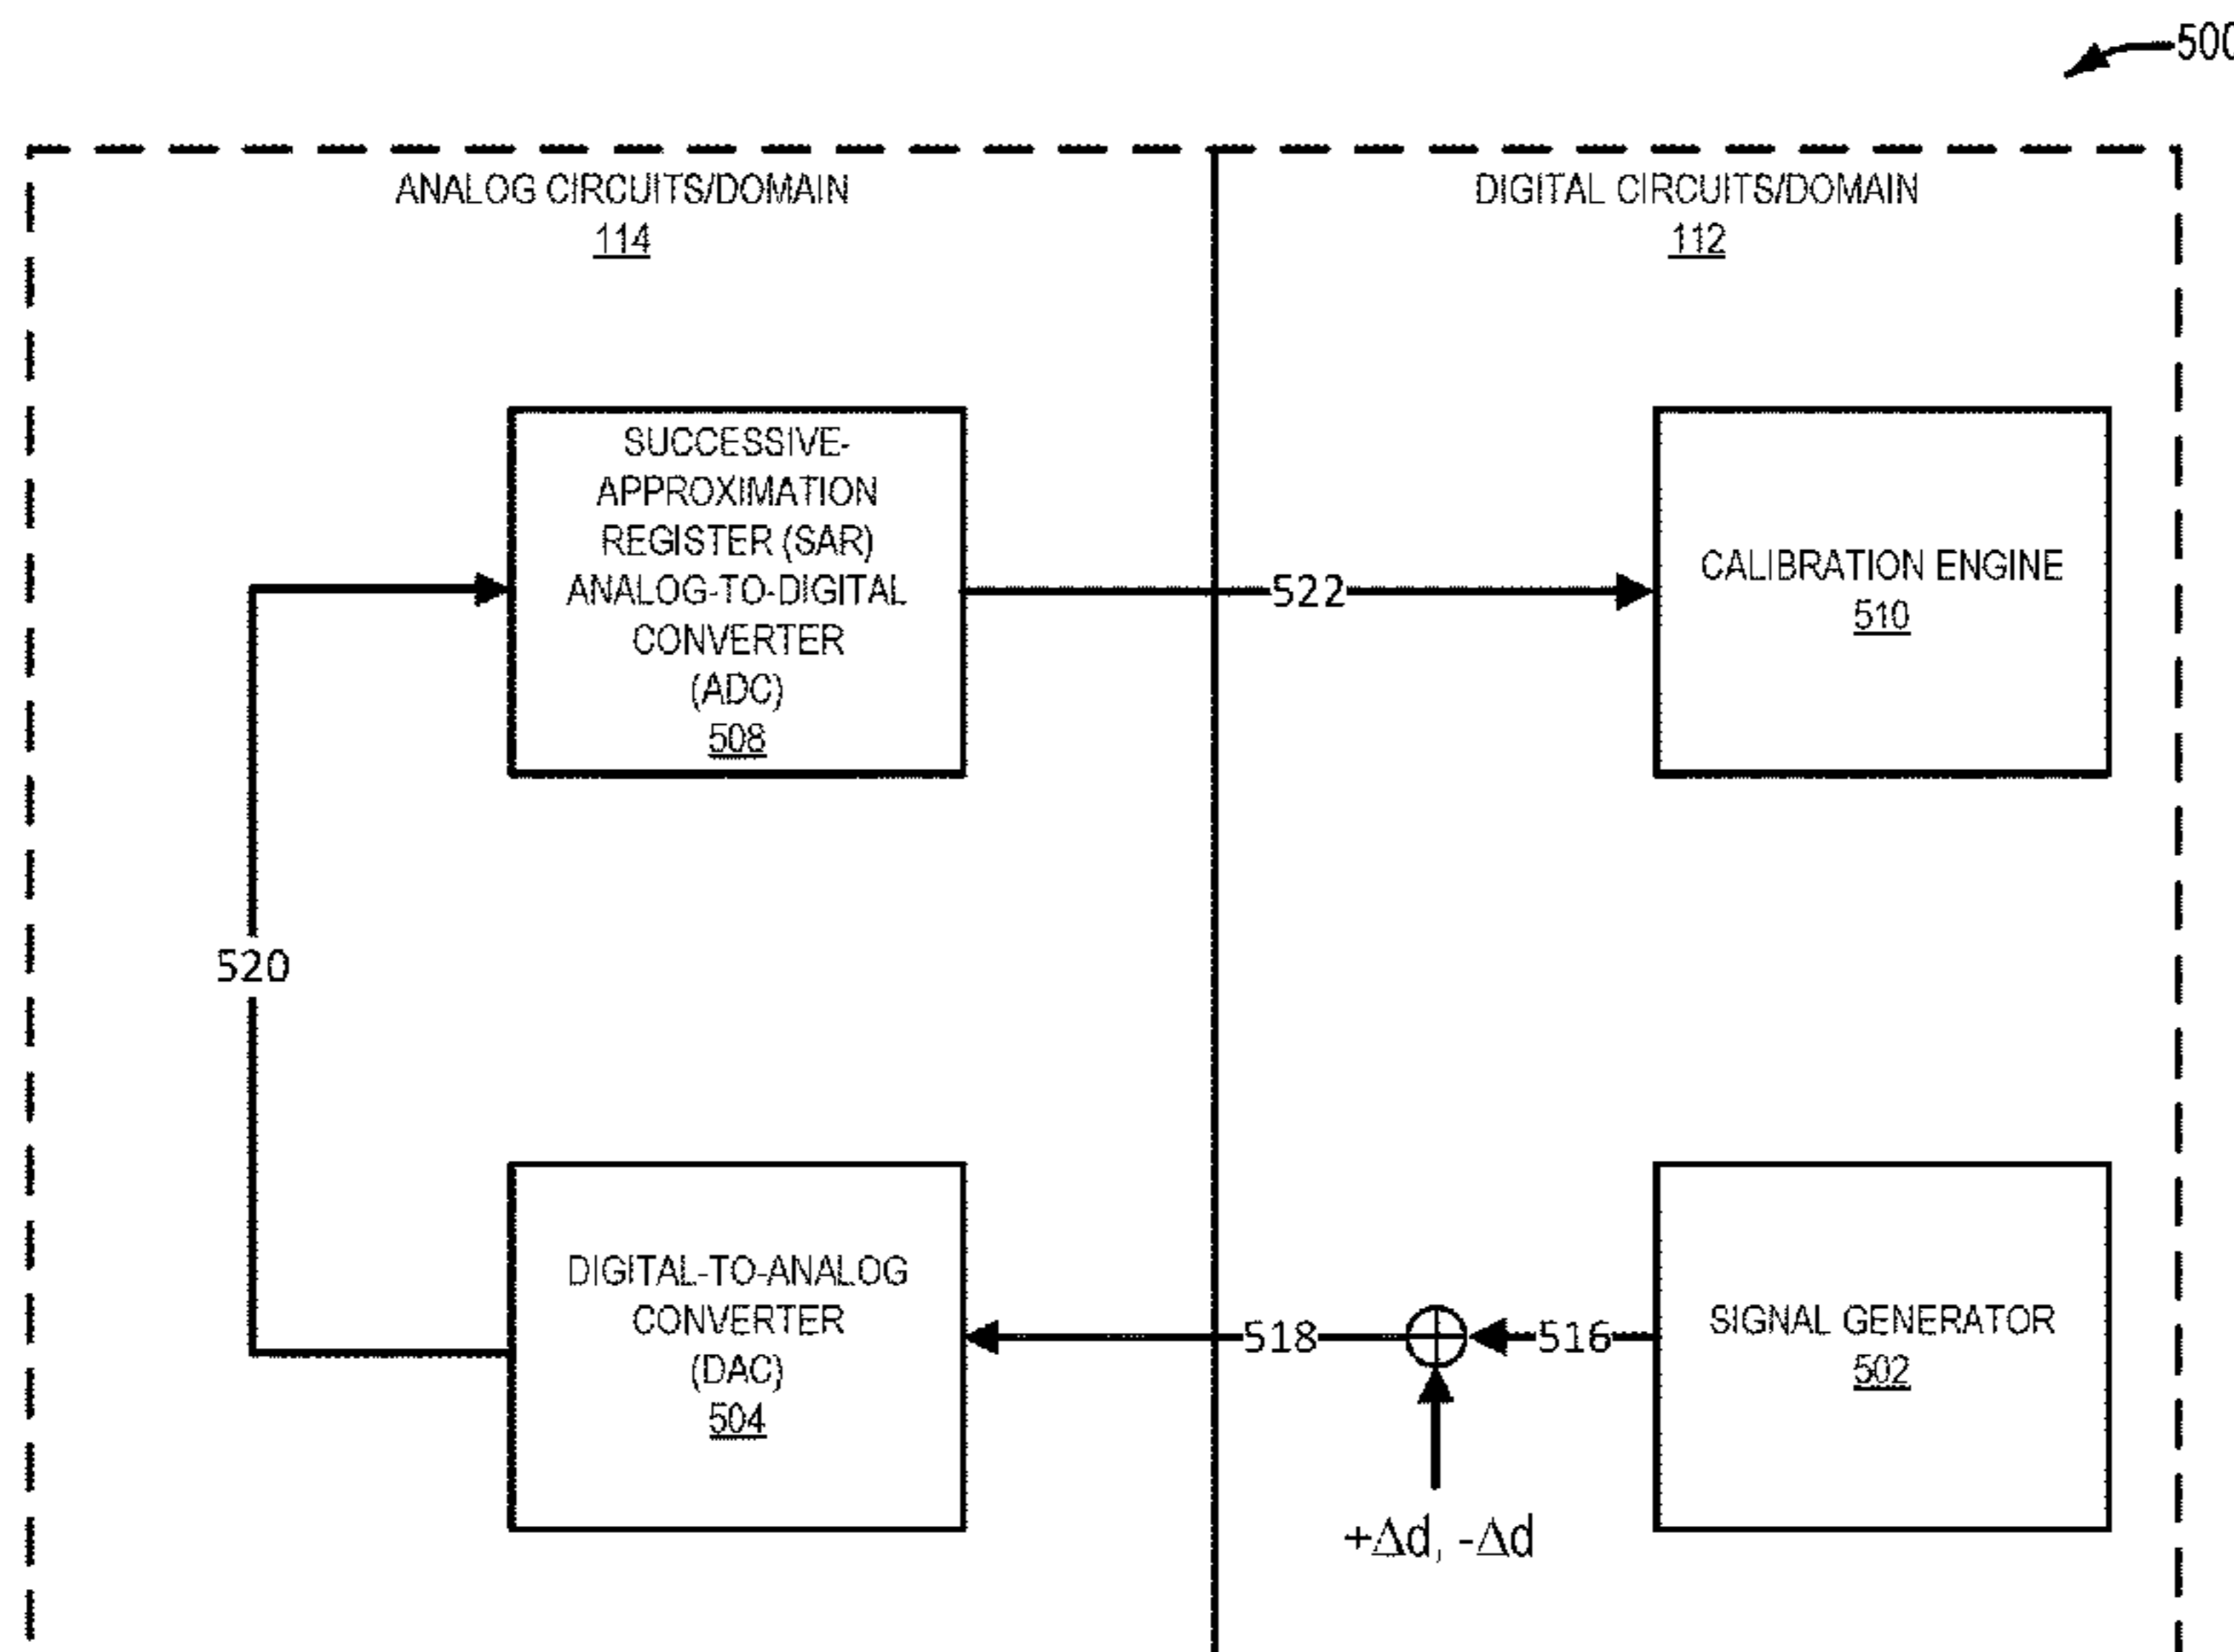 500
ANALOG CIRCUITS/DOMAIN
114
DIGITAL CIRCUITS/DOMAIN
112
SUCCESSIVE-
APPROXIMATION
REGISTER (SAR)
ANALOG-TO-DIGITAL
CONVERTER
(ADC)
508
522
CALIBRATION ENGINE
510
520
DIGITAL-TO-ANALOG
CONVERTER
(DAC)
504
518
516
SIGNAL GENERATOR
502
+Δd, -Δd